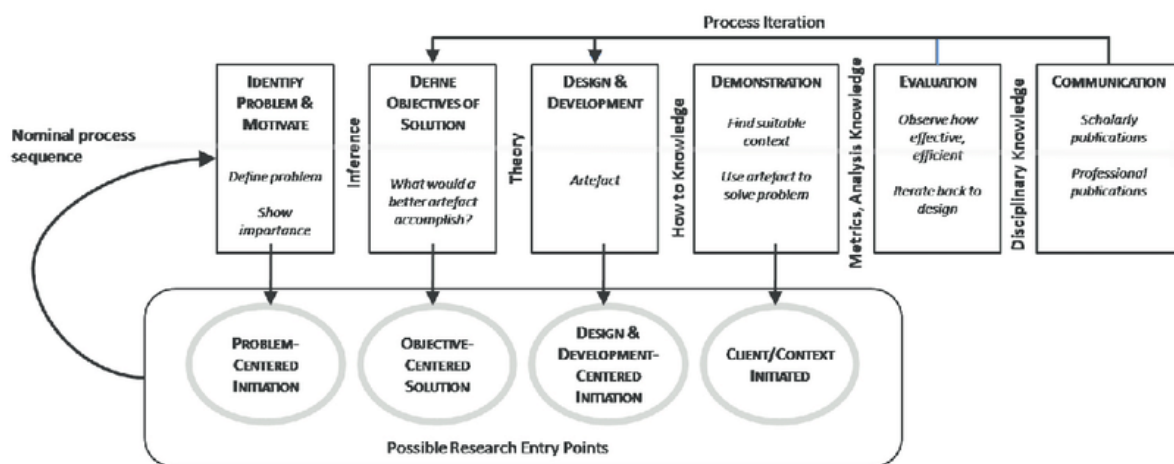 Process Iteration
Nominal process
sequence
IDENTIFY
PROBLEM &
MOTIVATE
Define problem
Show
importance
Inference
DEFINE
OBJECTIVES OF
SOLUTION
What would a
better artefact
accomplish?
Theory
DESIGN &
DEVELOPMENT
Artefact
How to Knowledge
DEMONSTRATION
Find suitable
context
Use artefact to
solve problem
Metrics, Analysis Knowledge
EVALUATION
Observe how
effective,
efficient
Iterate back to
design
Disciplinary Knowledge
COMMUNICATION
Scholarly
publications
Professional
publications
PROBLEM-
CENTERED
INITIATION
OBJECTIVE-
CENTERED
SOLUTION
DESIGN &
DEVELOPMENT-
CENTERED
INITIATION
CLIENT/CONTEXT
INITIATED
Possible Research Entry Points